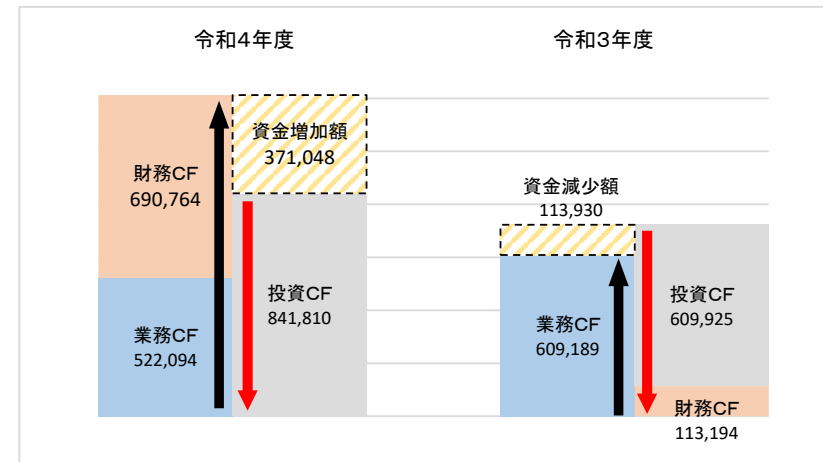 令和4年度
令和3年度
資金増加額
371,048
財務CF
690,764
資金減少額
113,930
投資CF
841,810
業務CF
522,094
投資CF
609,925
業務CF
609,189
財務CF
113,194